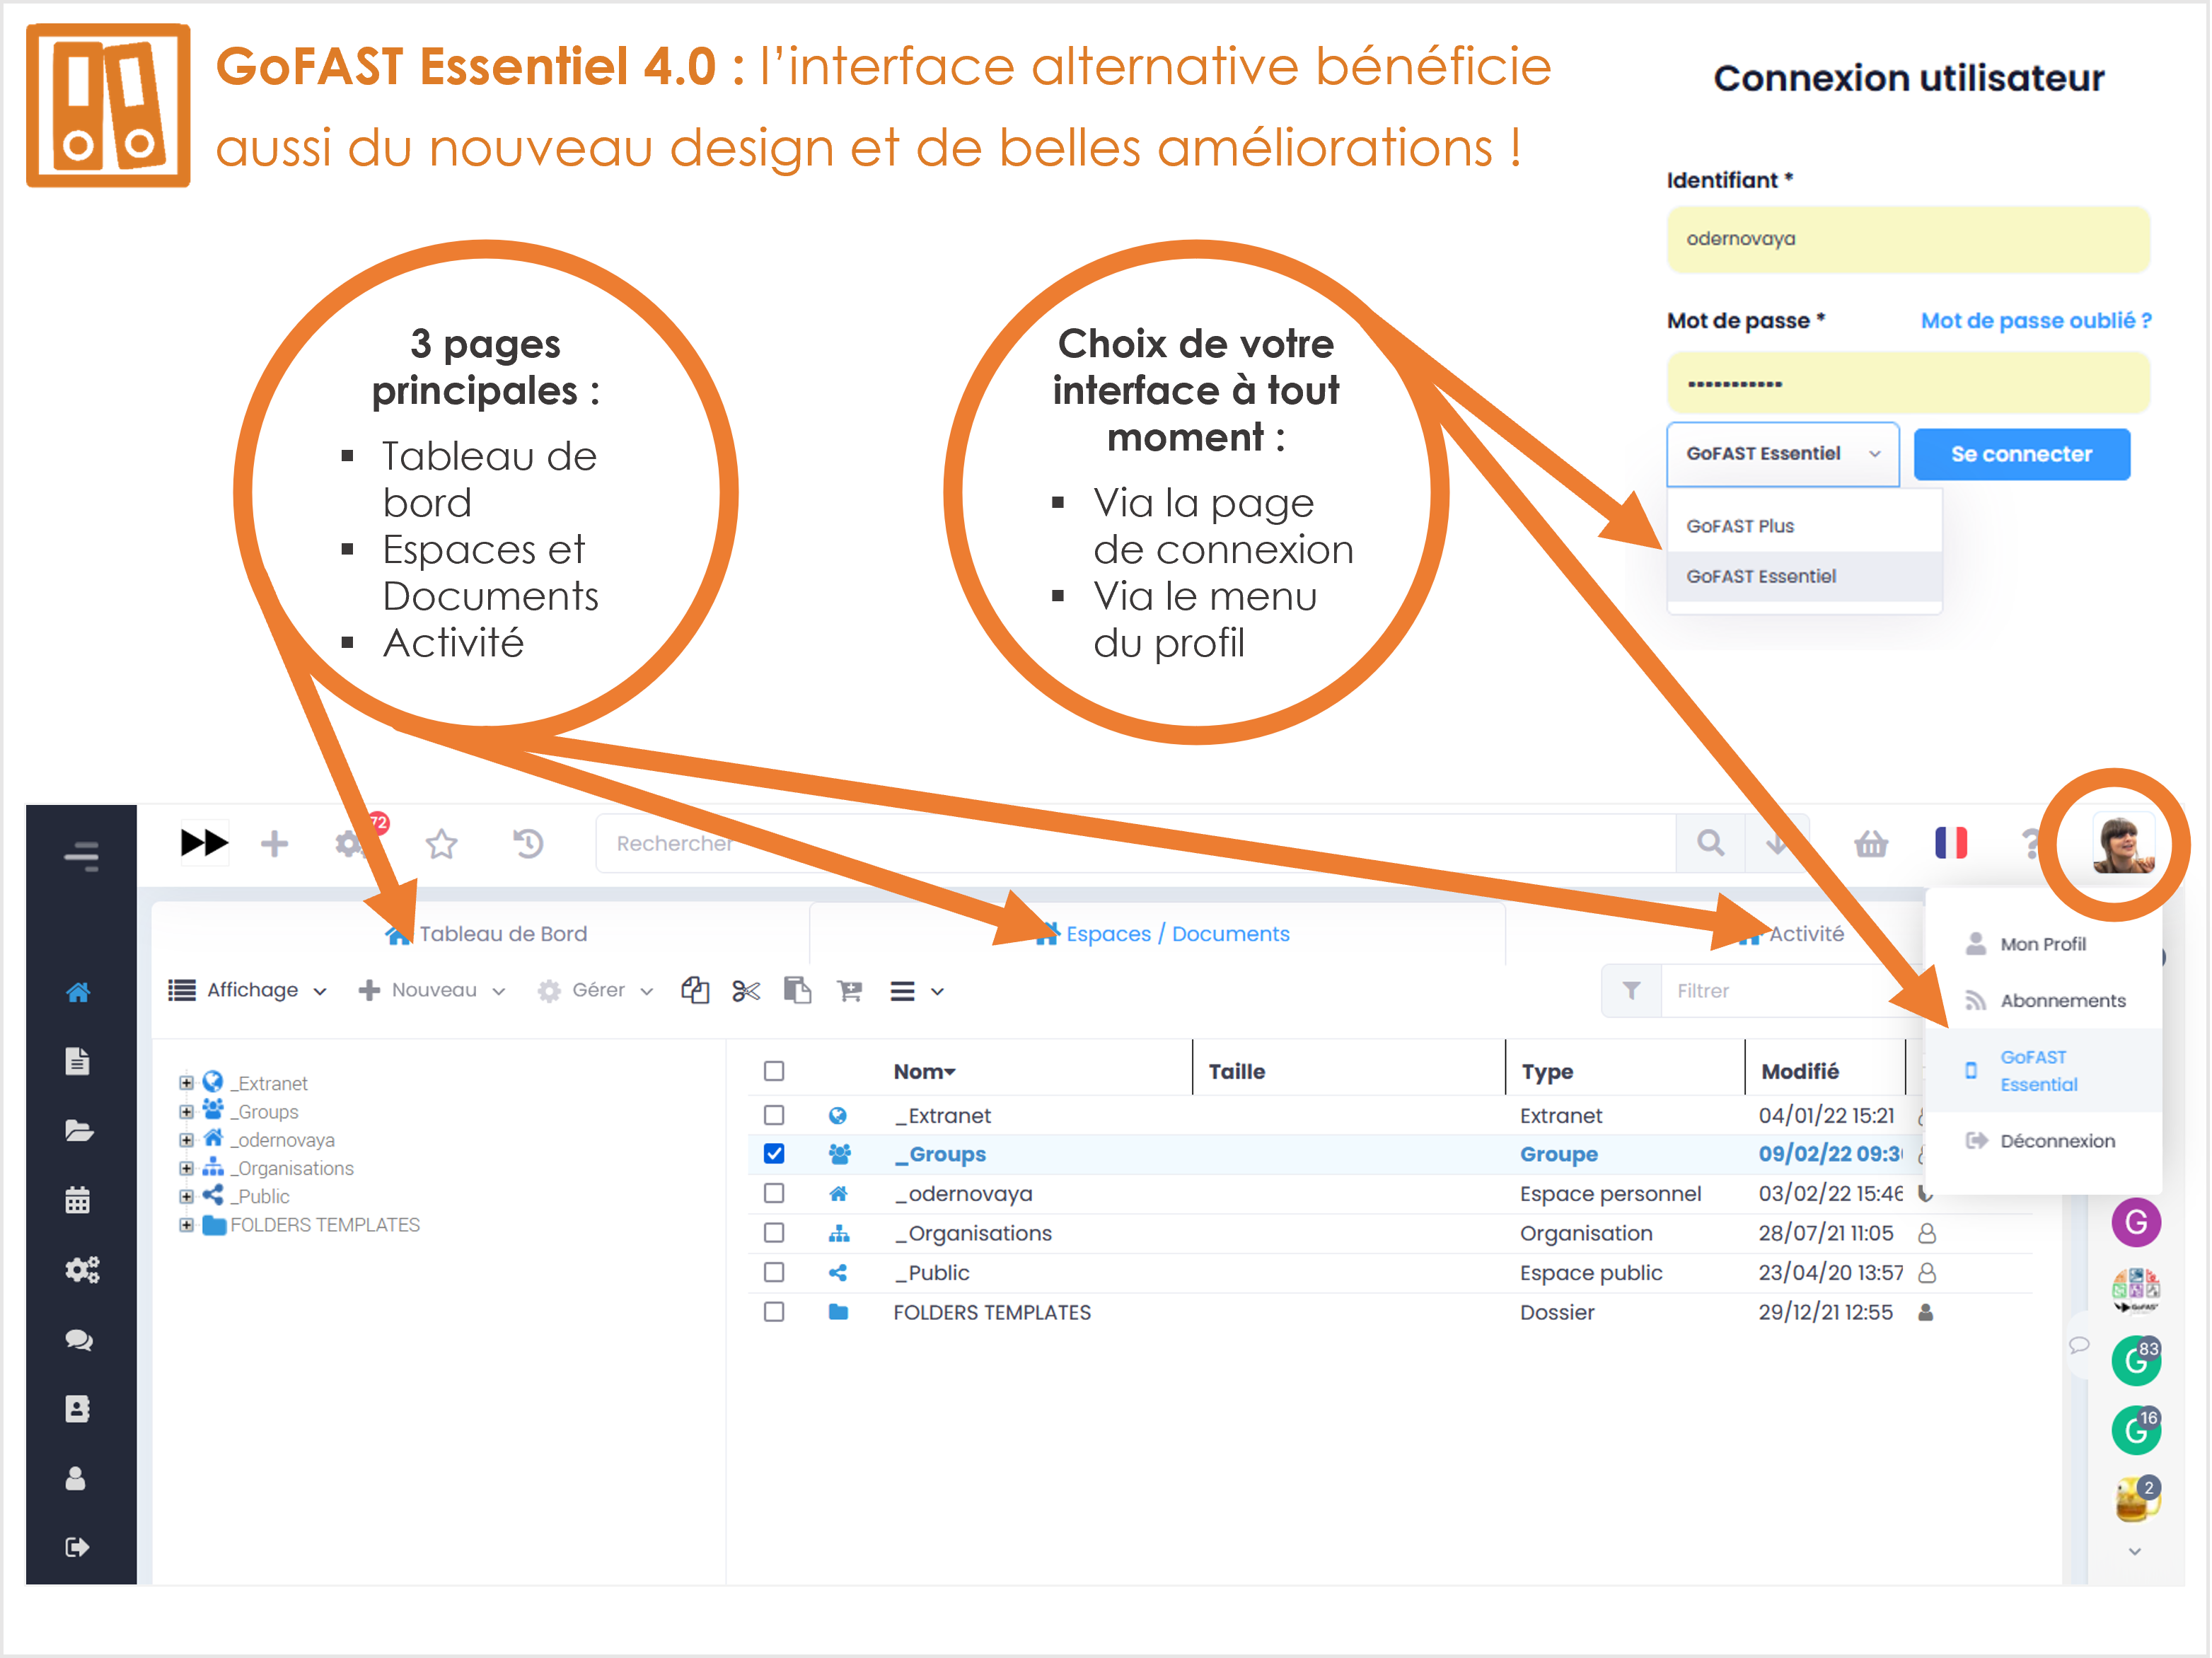 GoFAST Essentiel 4.0 : l’interface alternative bénéficie
aussi du nouveau design et de belles améliorations !
Connexion utilisateur
Identifiant *
odernovaya
Mot de passe *
Mot de passe oublié ?
•••••••••••
GoFAST Essentiel
Se connecter
GoFAST Plus
GoFAST Essentiel
3 pages
principales :
▪ Tableau de
bord
▪ Espaces et
Documents
▪ Activité
Choix de votre
interface à tout
moment :
▪ Via la page
de connexion
▪ Via le menu
du profil
72
Rechercher
?
Tableau de Bord
Espaces / Documents
Activité
Affichage
Nouveau
Gérer
Filtrer
Mon Profil
Abonnements
GoFAST
Essential
Déconnexion
_Extranet
_Groups
_odernovaya
_Organisations
_Public
FOLDERS TEMPLATES
Nom Taille Type Modifié
_Extranet Extranet 04/01/22 15:21
_Groups Groupe 09/02/22 09:3
_odernovaya Espace personnel 03/02/22 15:46
_Organisations Organisation 28/07/21 11:05
_Public Espace public 23/04/20 13:57
FOLDERS TEMPLATES Dossier 29/12/21 12:55
G
GoFAST
G 83
G 16
2